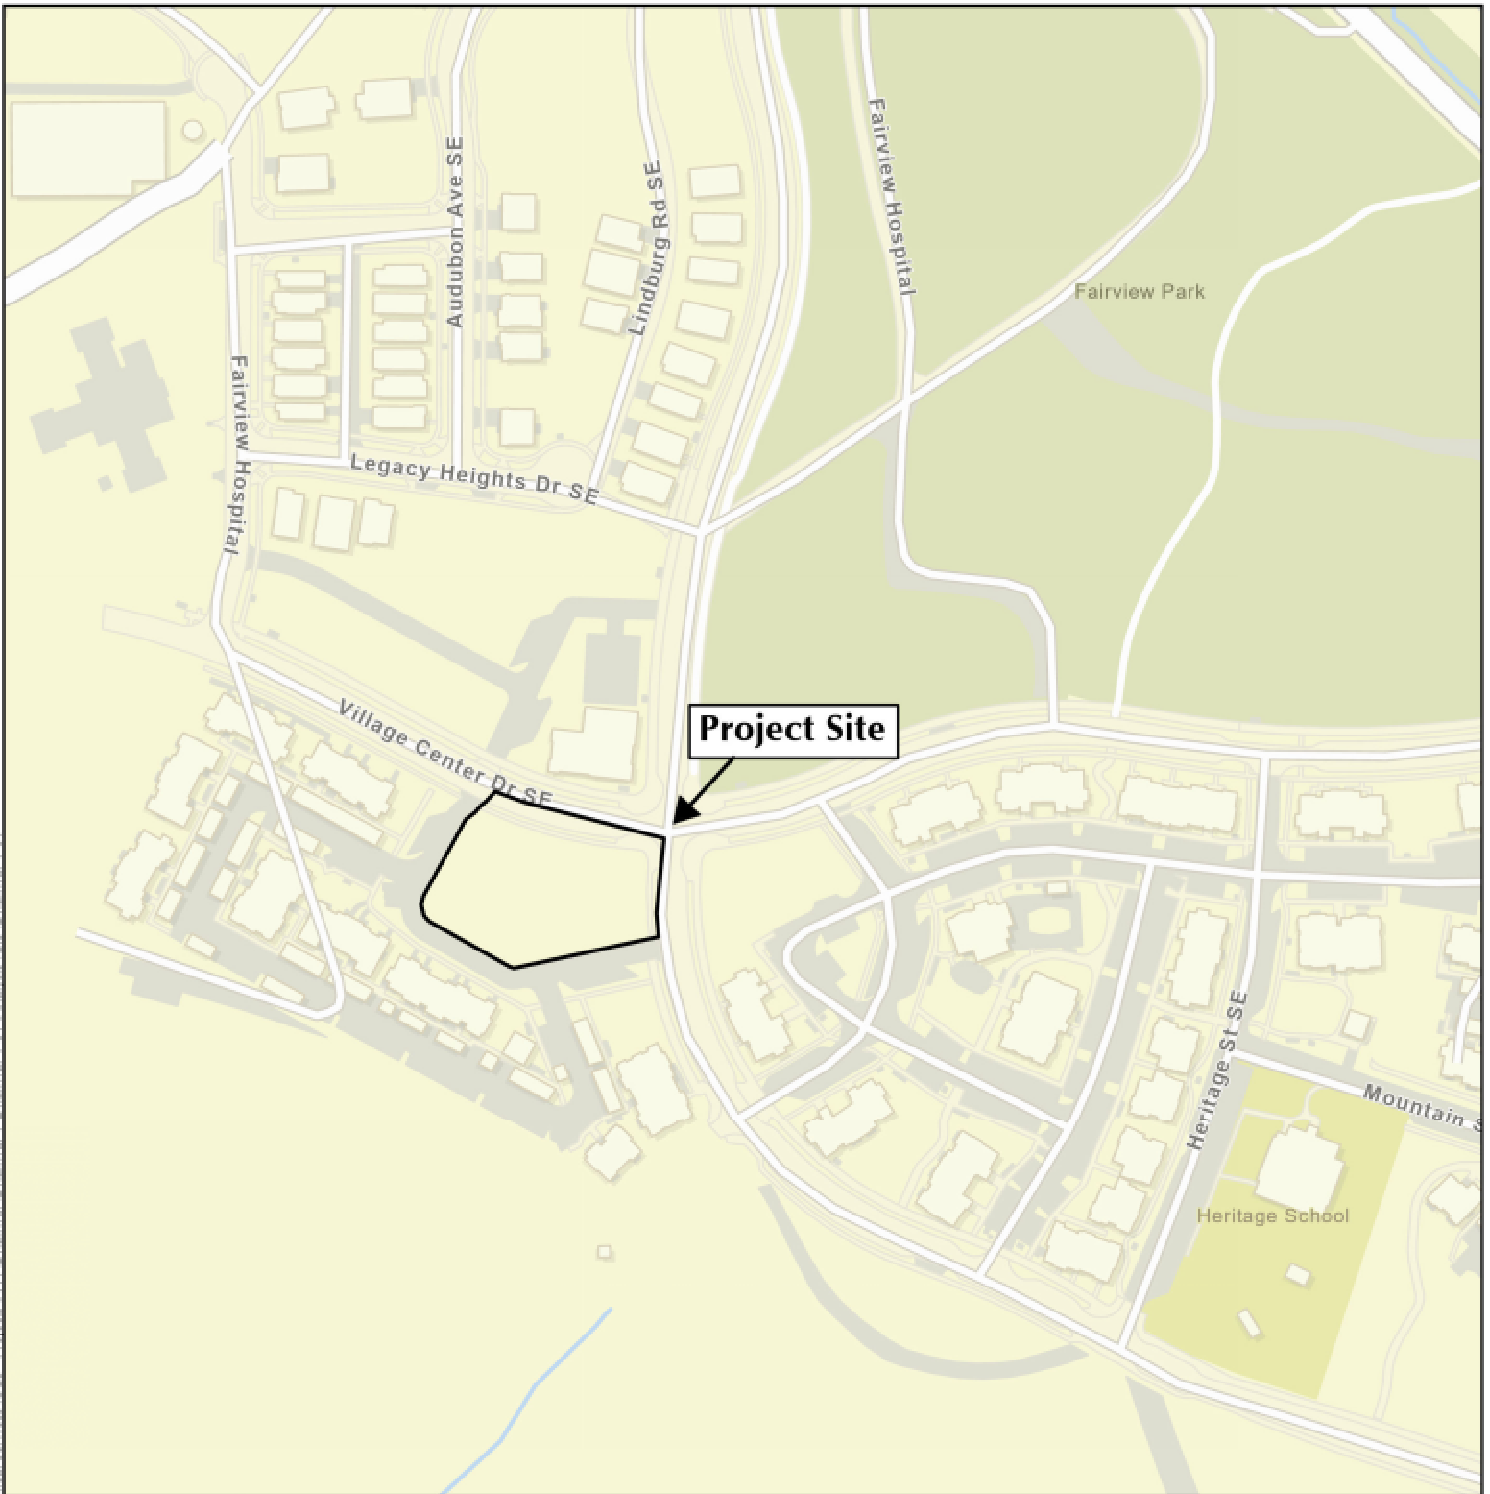 Audubon Ave SE
Lindburg Rd SE
Fairview Hospital
Fairview Park
Fairview Hospital
Legacy Heights Dr SE
Village Center Dr SE
Project Site
Heritage St SE
Mountain S
Heritage School